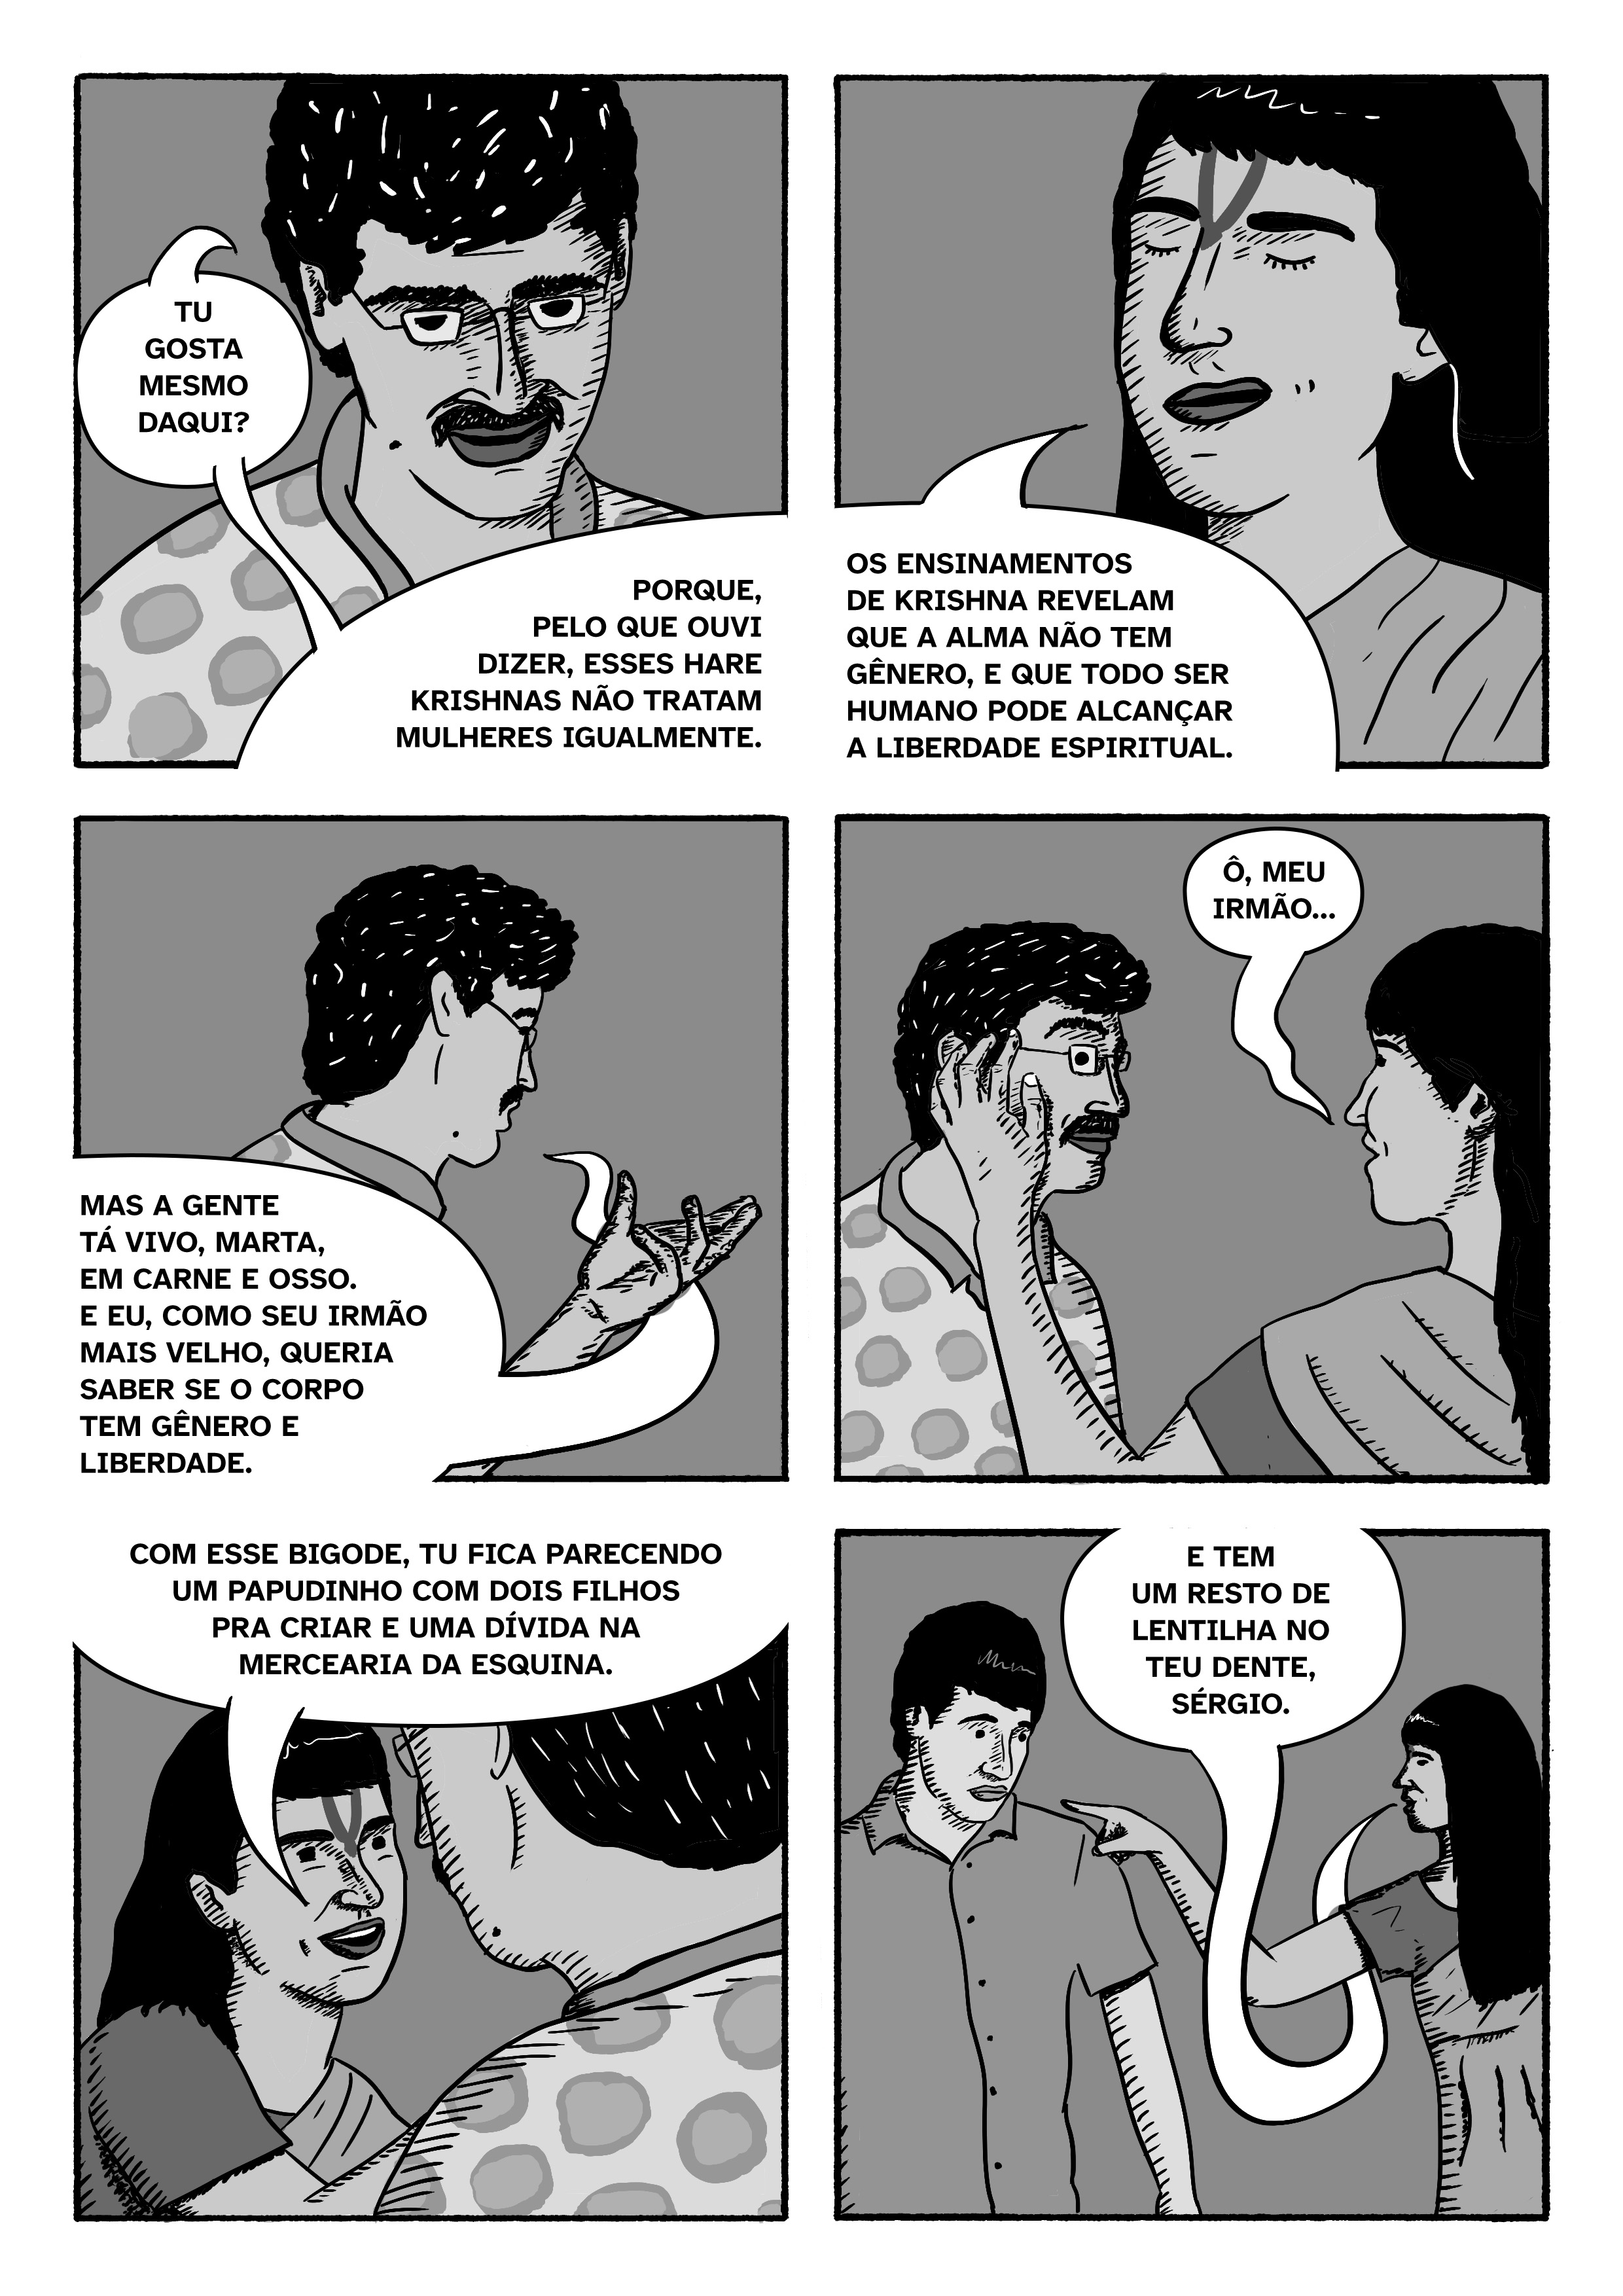 TU
GOSTA
MESMO
DAQUI?
PORQUE,
PELO QUE OUVI
DIZER, ESSES HARE
KRISHNAS NÃO TRATAM
MULHERES IGUALMENTE.
OS ENSINAMENTOS
DE KRISHNA REVELAM
QUE A ALMA NÃO TEM
GÊNERO, E QUE TODO SER
HUMANO PODE ALCANÇAR
A LIBERDADE ESPIRITUAL.
MAS A GENTE
TÁ VIVO, MARTA,
EM CARNE E OSSO.
E EU, COMO SEU IRMÃO
MAIS VELHO, QUERIA
SABER SE O CORPO
TEM GÊNERO E
LIBERDADE.
Ô, MEU
IRMÃO...
COM ESSE BIGODE, TU FICA PARECENDO
UM PAPUDINHO COM DOIS FILHOS
PRA CRIAR E UMA DÍVIDA NA
MERCEARIA DA ESQUINA.
E TEM
UM RESTO DE
LENTILHA NO
TEU DENTE,
SÉRGIO.